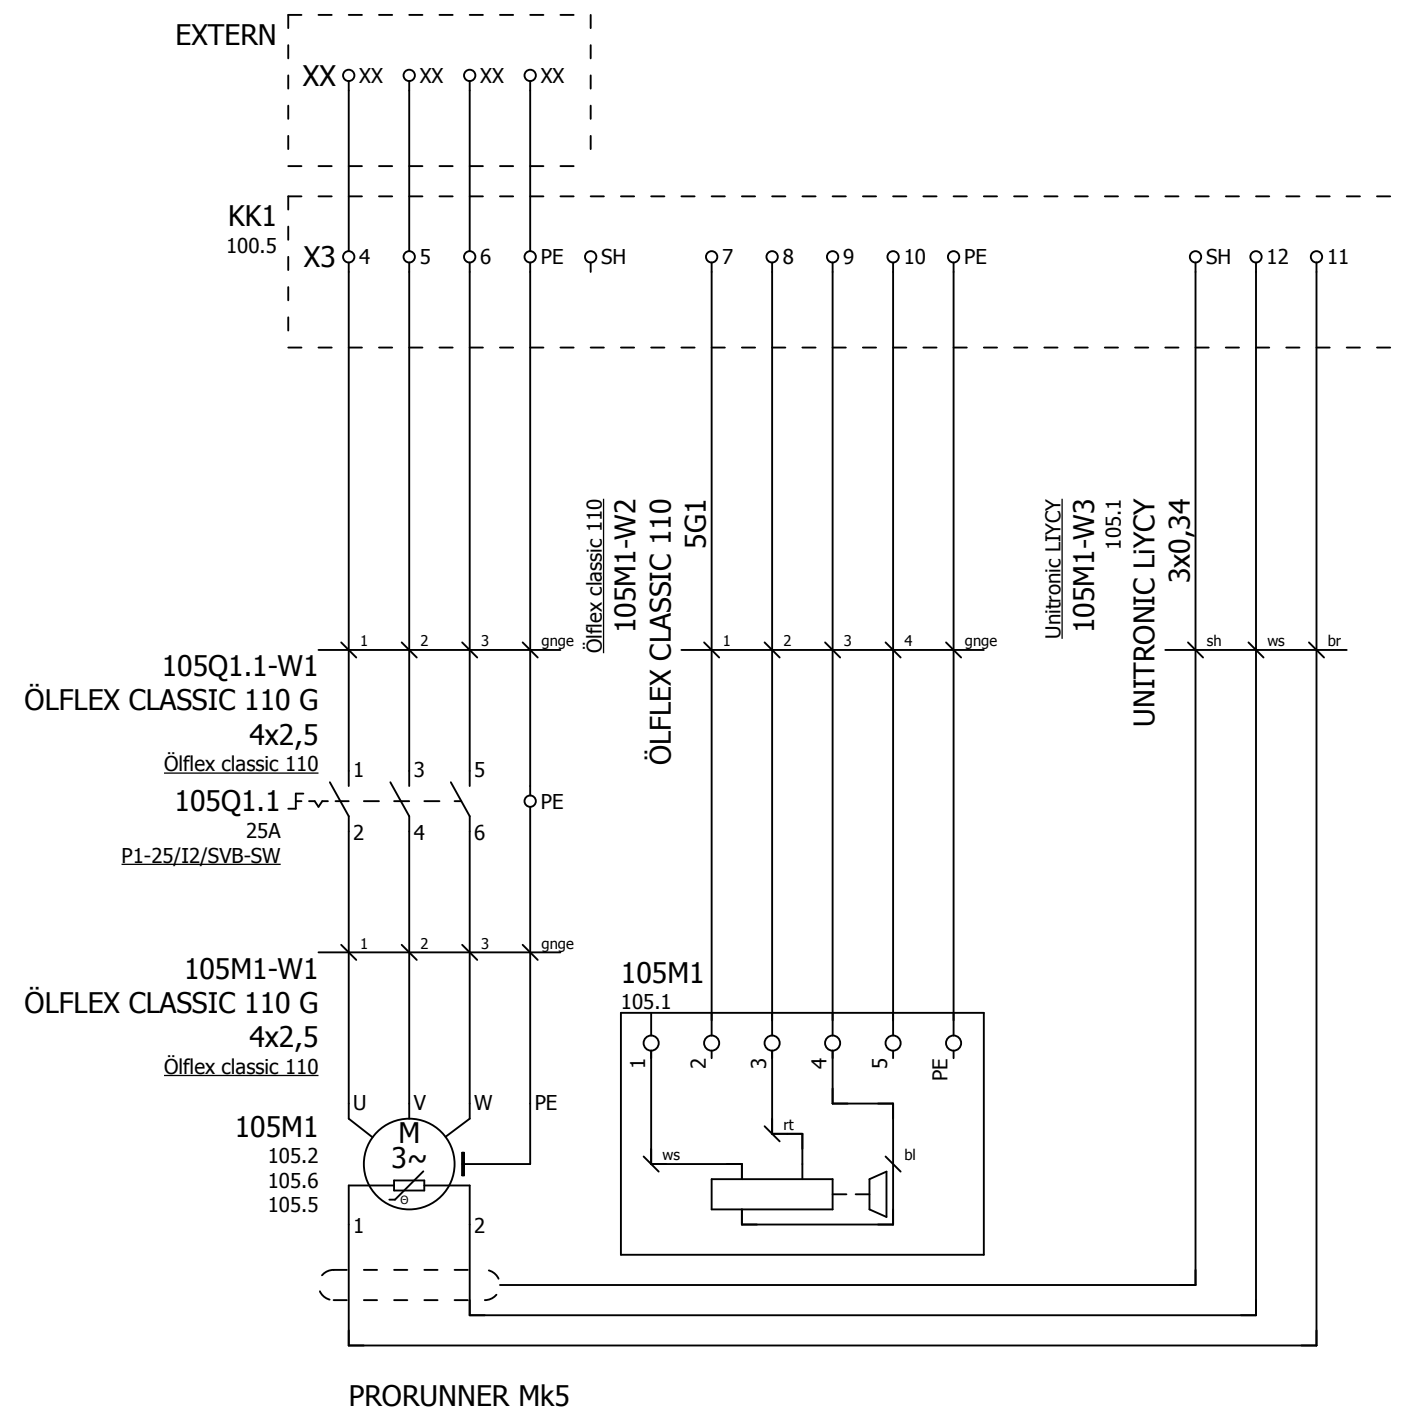 EXTERN
XX XX XX XX XX
KK1
100.5
X3 4 5 6 PE SH 7 8 9 10 PE SH 12 11
Ölflex classic 110
105M1-W2
ÖLFLEX CLASSIC 110
5G1
Unitronic LIYCY
105M1-W3
105.1
UNITRONIC LiYCY
3x0,34
1 2 3 gnge 1 2 3 4 gnge sh ws br
105Q1.1-W1
ÖLFLEX CLASSIC 110 G
4x2,5
Ölflex classic 110
1 3 5
105Q1.1 PE
25A
2 4 6
P1-25/I2/SVB-SW
1 2 3 gnge
105M1-W1
ÖLFLEX CLASSIC 110 G
4x2,5
Ölflex classic 110
105M1
105.1
1 2 3 4 5 PE
U V W PE
105M1
105.2
105.6
105.5
M
3~
Θ
1 2
ws rt bl
PRORUNNER Mk5